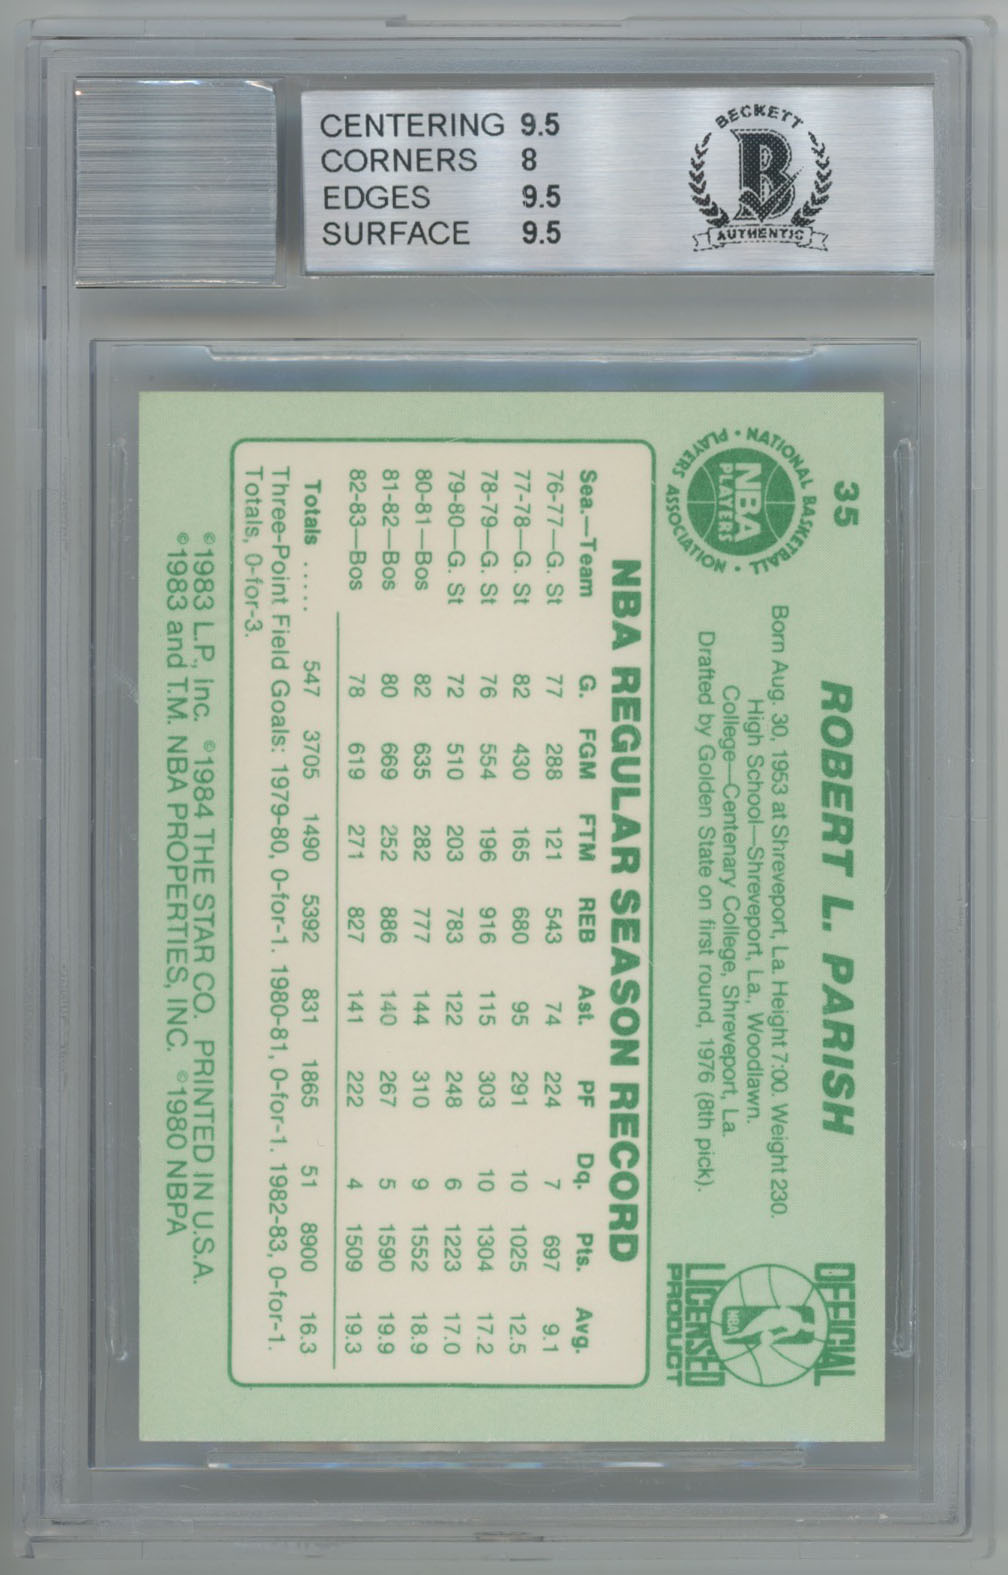 CENTERING 9.5
CORNERS 8
EDGES 9.5
SURFACE 9.5
BECKETT
B
AUTHENTIC
35
ROBERT L. PARISH
NATIONAL BASKETBALL PLAYERS ASSOCIATION
NBA
PLAYERS
Born Aug. 30, 1953 at Shreveport, La. Height 7:00. Weight 230.
High School—Shreveport, La., Woodlawn.
College—Centenary College, Shreveport, La.
Drafted by Golden State on first round, 1976 (8th pick).
OFFICIAL
NBA
LICENSED
PRODUCT
NBA REGULAR SEASON RECORD
Sea.—Team G. FGM FTM REB Ast. PF Dq. Pts. Avg.
76-77—G. St 77 288 121 543 74 224 7 697 9.1
77-78—G. St 82 430 165 680 95 291 10 1025 12.5
78-79—G. St 76 554 196 916 115 303 10 1304 17.2
79-80—G. St 72 510 203 783 122 248 6 1223 17.0
80-81—Bos 82 635 282 777 144 310 9 1552 18.9
81-82—Bos 80 669 252 886 140 267 5 1590 19.9
82-83—Bos 78 619 271 827 141 222 4 1509 19.3
Totals ..... 547 3705 1490 5392 831 1865 51 8900 16.3
Three-Point Field Goals: 1979-80, 0-for-1. 1980-81, 0-for-1. 1982-83, 0-for-1.
Totals, 0-for-3.
©1983 L.P., Inc. ©1984 THE STAR CO. PRINTED IN U.S.A.
©1983 and T.M. NBA PROPERTIES, INC. ©1980 NBPA